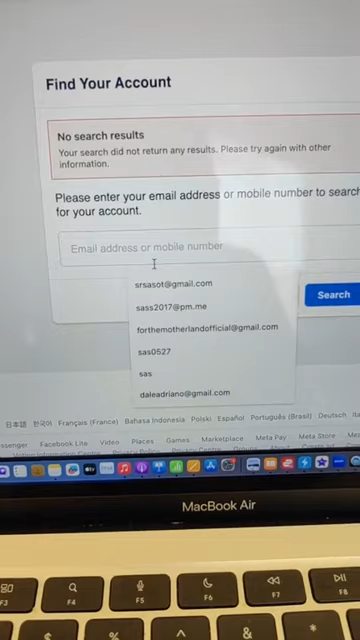 Find Your Account
No search results
Your search did not return any results. Please try again with other
information.
Please enter your email address or mobile number to search
for your account.
Email address or mobile number
srsasot@gmail.com
sass2017@pm.me
forthemotherlandofficial@gmail.com
sas0527
sas
daleadriano@gmail.com
Search
日本語 한국어 Français (France) Bahasa Indonesia Polski Español Português (Brasil) Deutsch
Facebook Lite Video Places Games Marketplace Meta Pay Meta Store
MacBook Air
F3 F4 F5 F6 F7 F8
$ % ^ & *